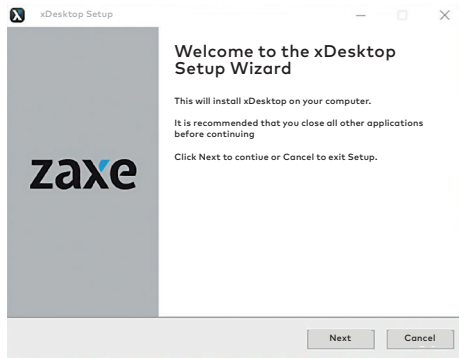 xDesktop Setup
Welcome to the xDesktop
Setup Wizard
This will install xDesktop on your computer.
It is recommended that you close all other applications
before continuing
Click Next to contiue or Cancel to exit Setup.
zaxe
Next
Cancel